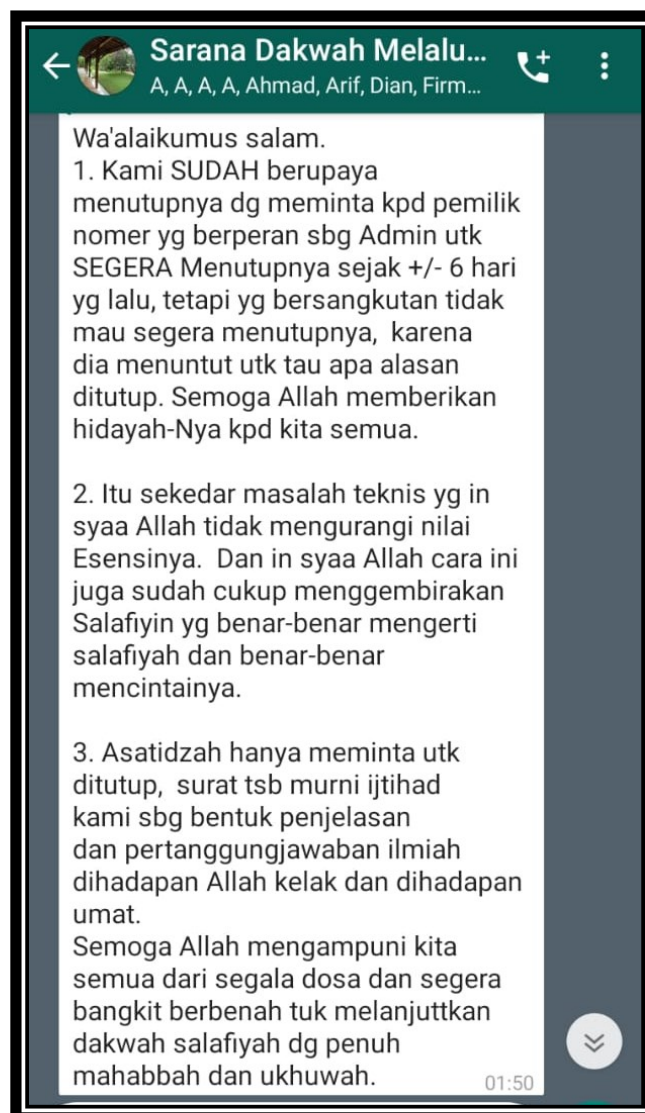 Sarana Dakwah Melalu...
A, A, A, A, Ahmad, Arif, Dian, Firm...
Wa'alaikumus salam.
1. Kami SUDAH berupaya
menutupnya dg meminta kpd pemilik
nomer yg berperan sbg Admin utk
SEGERA Menutupnya sejak +/- 6 hari
yg lalu, tetapi yg bersangkutan tidak
mau segera menutupnya,  karena
dia menuntut utk tau apa alasan
ditutup. Semoga Allah memberikan
hidayah-Nya kpd kita semua.

2. Itu sekedar masalah teknis yg in
syaa Allah tidak mengurangi nilai
Esensinya.  Dan in syaa Allah cara ini
juga sudah cukup menggembirakan
Salafiyin yg benar-benar mengerti
salafiyah dan benar-benar
mencintainya.

3. Asatidzah hanya meminta utk
ditutup,  surat tsb murni ijtihad
kami sbg bentuk penjelasan
dan pertanggungjawaban ilmiah
dihadapan Allah kelak dan dihadapan
umat.
Semoga Allah mengampuni kita
semua dari segala dosa dan segera
bangkit berbenah tuk melanjuttkan
dakwah salafiyah dg penuh
mahabbah dan ukhuwah.
01:50